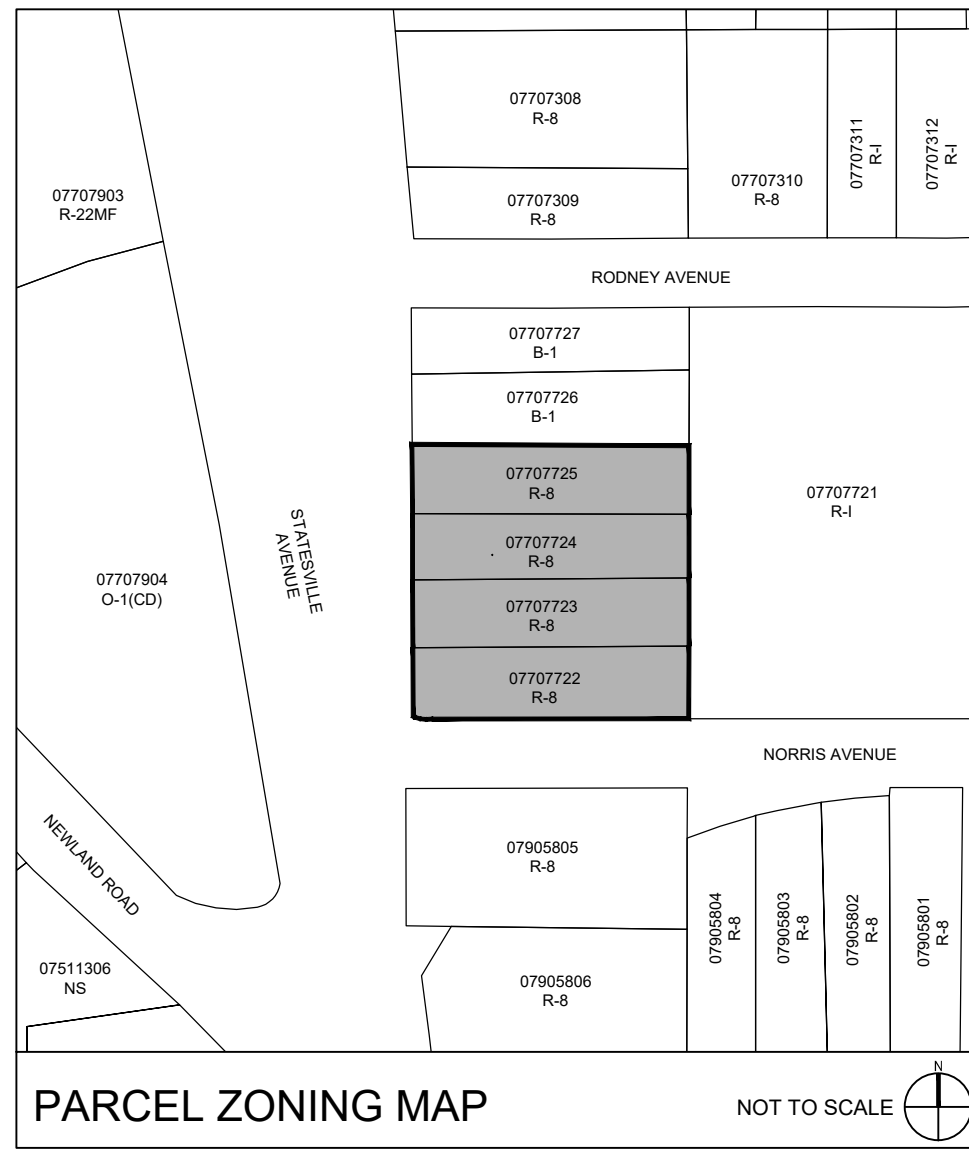 07707308
R-8
07707311
R-I
07707312
R-I
07707903
R-22MF
07707310
R-8
07707309
R-8
RODNEY AVENUE
07707727
B-1
07707726
B-1
07707725
R-8
07707721
R-I
07707724
R-8
STATESVILLE
AVENUE
07707904
O-1(CD)
07707723
R-8
07707722
R-8
NORRIS AVENUE
NEWLAND ROAD
07905805
R-8
07905804
R-8
07905803
R-8
07905802
R-8
07905801
R-8
07511306
NS
07905806
R-8
PARCEL ZONING MAP
NOT TO SCALE
N